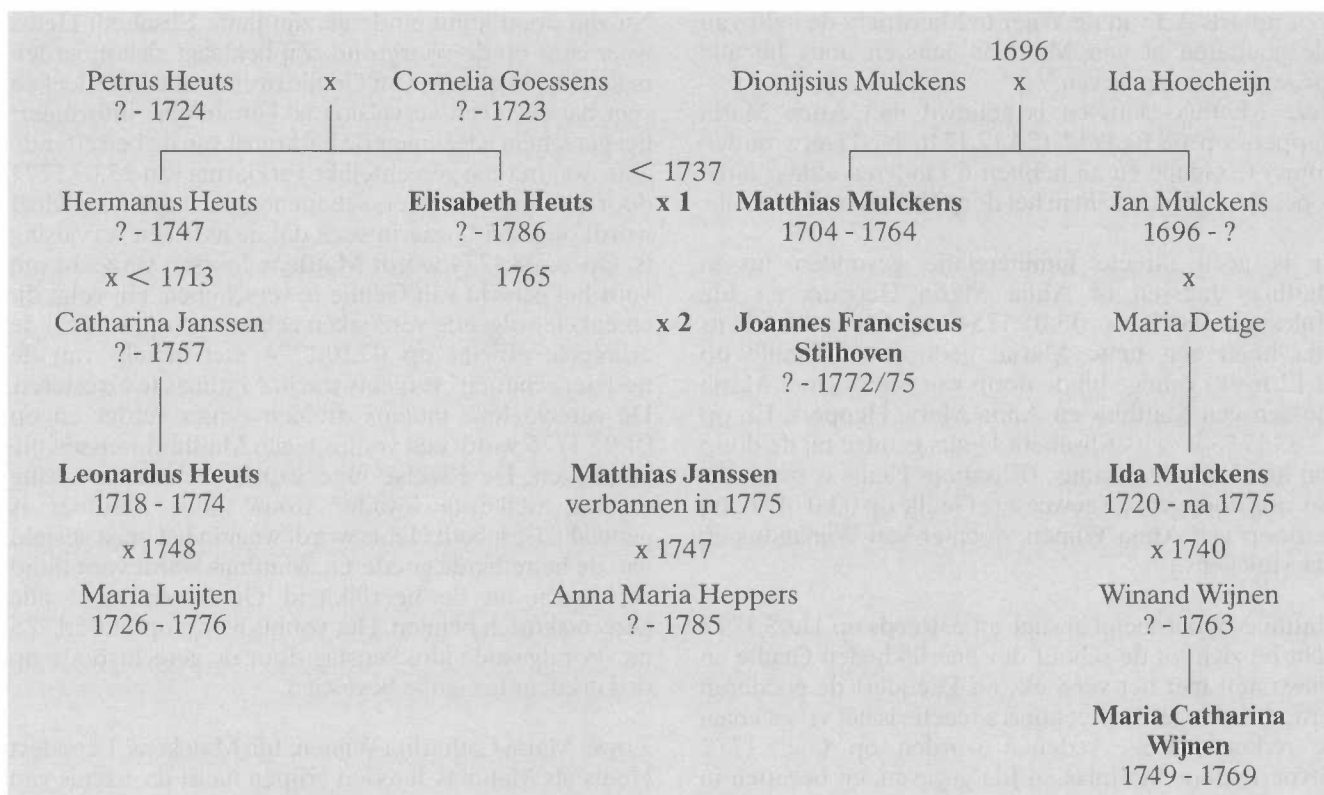 1696
Petrus Heuts x Cornelia Goessens Dionijsius Mulckens x Ida Hoecheijn
? - 1724 ? - 1723
< 1737
Hermanus Heuts Elisabeth Heuts x 1 Matthias Mulckens Jan Mulckens
? - 1747 ? - 1786 1704 - 1764 1696 - ?
x < 1713 1765 x
Catharina Janssen x 2 Joannes Franciscus Maria Detige
? - 1757 Stilhoven
? - 1772/75
Leonardus Heuts Matthias Janssen Ida Mulckens
1718 - 1774 verbannen in 1775 1720 - na 1775
x 1748 x 1747 x 1740
Maria Luijten Anna Maria Heppers Winand Wijnen
1726 - 1776 ? - 1785 ? - 1763
Maria Catharina
Wijnen
1749 - 1769